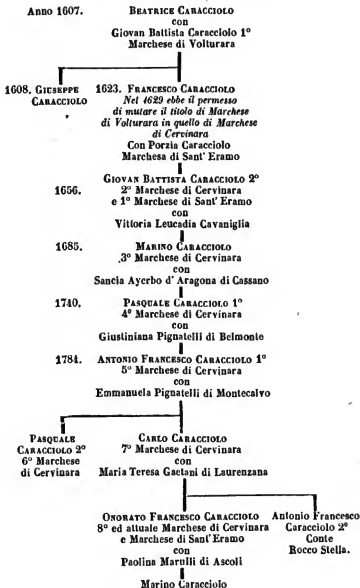 Anno 1607. BEATRICE CARACCIOLO
con
Giovan Battista Caracciolo 1°
Marchese di Volturara
1608. GIUSEPPE
CARACCIOLO
1623. FRANCESCO CARACCIOLO
Nel 1629 ebbe il permesso
di mutare il titolo di Marchese
di Volturara in quello di Marchese
di Cervinara
Con Porzia Caracciolo
Marchesa di Sant' Eramo
GIOVAN BATTISTA CARACCIOLO 2°
1656. 2° Marchese di Cervinara
e 1° Marchese di Sant' Eramo
con
Vittoria Leucadia Cavaniglia
1685. MARINO CARACCIOLO
3° Marchese di Cervinara
con
Sancia Ayerbo d' Aragona di Cassano
1740. PASQUALE CARACCIOLO 1°
4° Marchese di Cervinara
con
Giustiniana Pignatelli di Belmonte
1784. ANTONIO FRANCESCO CARACCIOLO 1°
5° Marchese di Cervinara
con
Emmanuela Pignatelli di Montecalvo
PASQUALE
CARACCIOLO 2°
6° Marchese
di Cervinara
CARLO CARACCIOLO
7° Marchese di Cervinara
con
Maria Teresa Gaetani di Laurenzana
ONORATO FRANCESCO CARACCIOLO
8° ed attuale Marchese di Cervinara
e Marchese di Sant' Eramo
con
Paolina Marulli di Ascoli
Antonio Francesco
Caracciolo 2°
Conte
Rocco Stella.
Marino Caracciolo